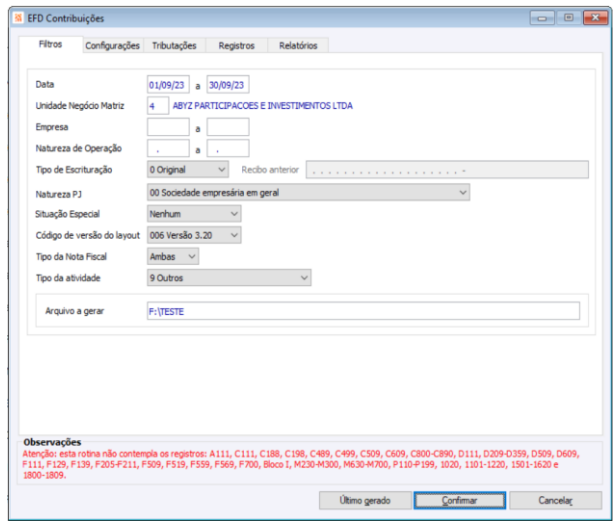 EFD Contribuições
Filtros Configurações Tributações Registros Relatórios
Data 01/09/23 a 30/09/23
Unidade Negócio Matriz 4 ABYZ PARTICIPACOES E INVESTIMENTOS LTDA
Empresa a
Natureza de Operação . a .
Tipo de Escrituração 0 Original Recibo anterior . . . . . . . . . . . . . . . . . . . . -
Natureza PJ 00 Sociedade empresária em geral
Situação Especial Nenhum
Código de versão do layout 006 Versão 3.20
Tipo da Nota Fiscal Ambas
Tipo da atividade 9 Outros
Arquivo a gerar F:\TESTE
Observações
Atenção: esta rotina não contempla os registros: A111, C111, C188, C198, C489, C499, C509, C609, C800-C890, D111, D209-D359, D509, D609,
F111, F129, F139, F205-F211, F509, F519, F559, F569, F700, Bloco I, M230-M300, M630-M700, P110-P199, 1020, 1101-1220, 1501-1620 e
1800-1809.
Último gerado Confirmar Cancelar